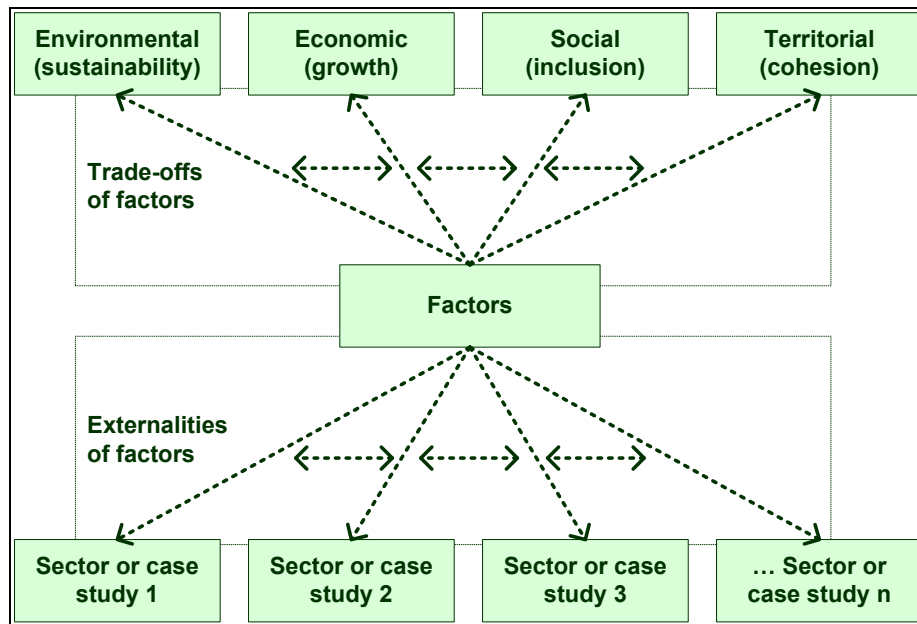 Environmental
(sustainability)
Economic
(growth)
Social
(inclusion)
Territorial
(cohesion)
Trade-offs
of factors
Factors
Externalities
of factors
Sector or case
study 1
Sector or case
study 2
Sector or case
study 3
… Sector or
case study n